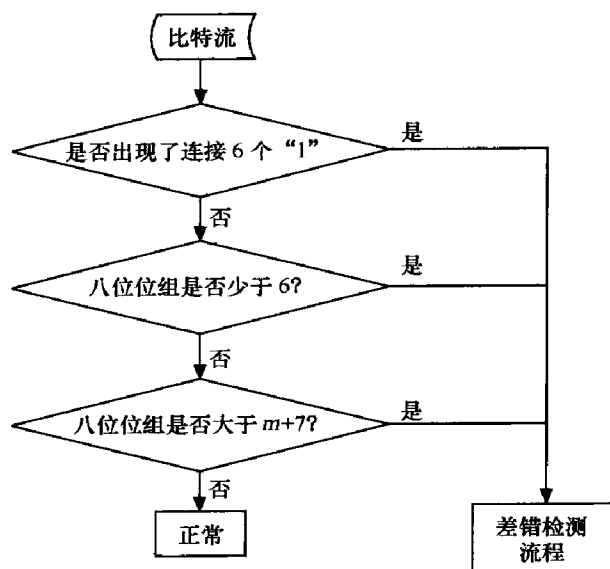 比特流
是否出现了连接 6 个“1”
是
否
八位位组是否少于 6?
是
否
八位位组是否大于 m+7?
是
否
正常
差错检测
流程